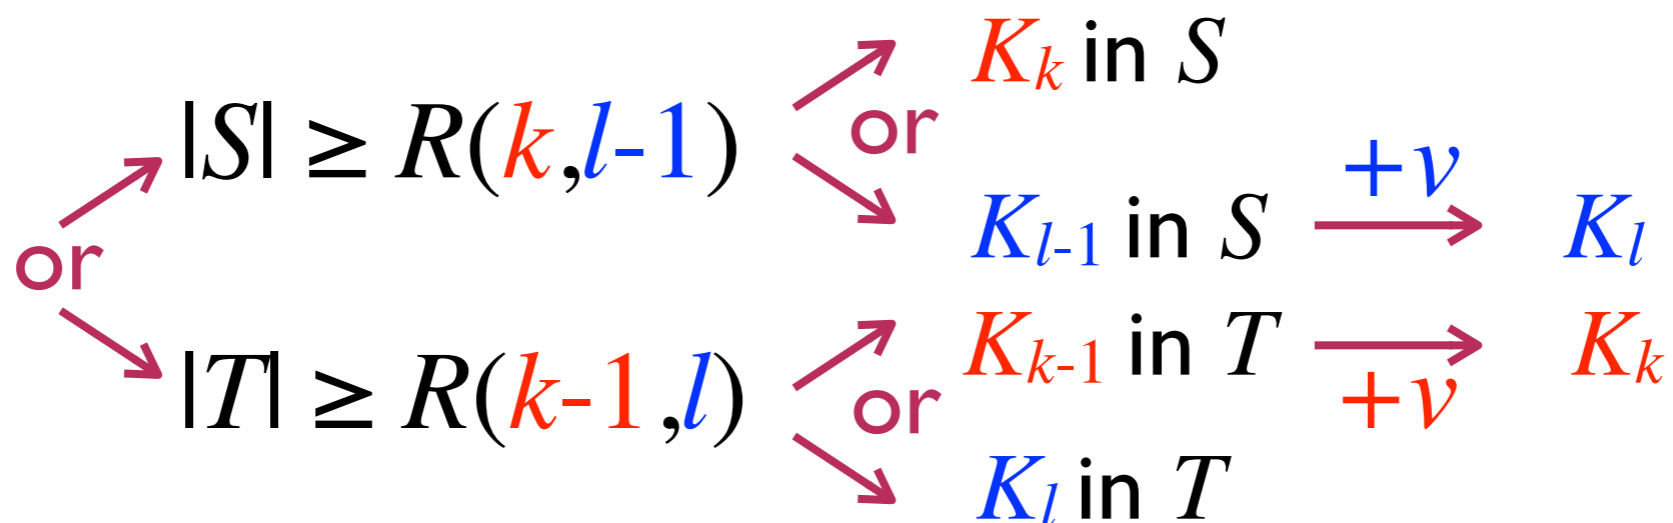 K_k in S
|S| ≥ R(k,l-1)
or
+v
K_{l-1} in S
K_l
or
K_{k-1} in T
K_k
|T| ≥ R(k-1,l)
or
+v
K_l in T